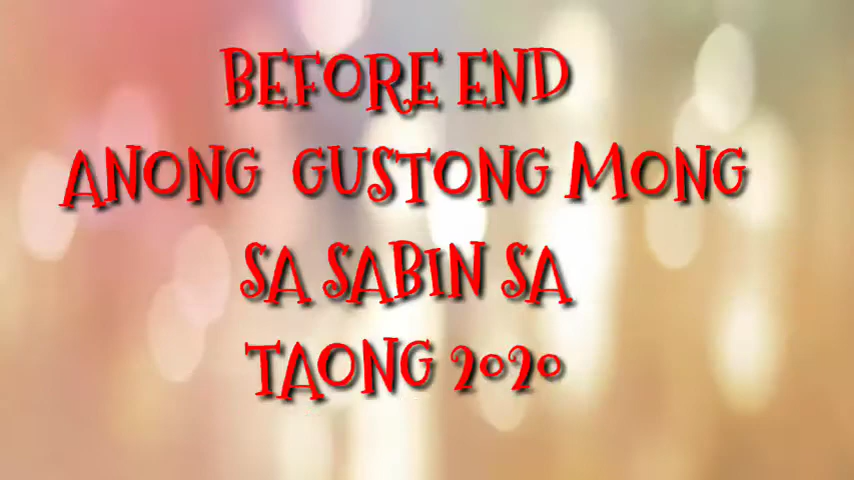 BEFORE END
ANONG GUSTONG MONG
SA SABIN SA
TAONG 2020